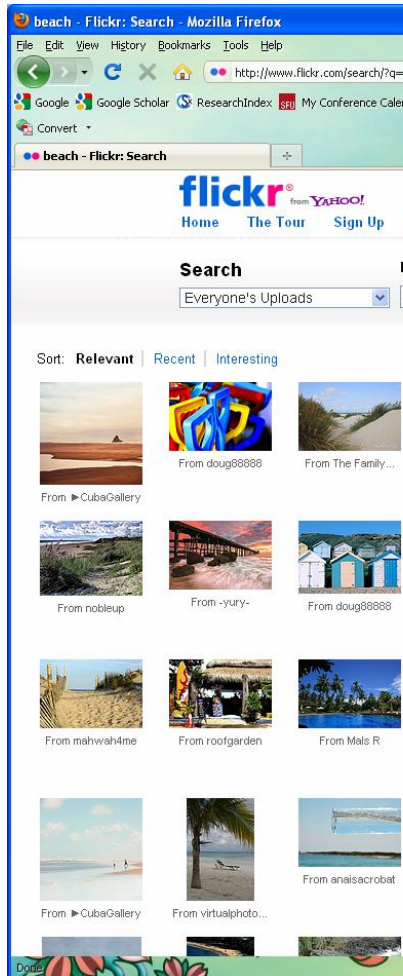 beach - Flickr: Search - Mozilla Firefox
File Edit View History Bookmarks Tools Help
http://www.flickr.com/search/?q=
Google Google Scholar ResearchIndex SFU My Conference Caler
Convert
beach - Flickr: Search
flickr® from YAHOO!
Home The Tour Sign Up
Search
Everyone's Uploads
Sort: Relevant Recent Interesting
From doug88888 From The Family...
From ►CubaGallery
From nobleup From -yury- From doug88888
From mahwah4me From roofgarden From Mals R
From anaisacrobat
From ►CubaGallery From virtualphoto...
Done